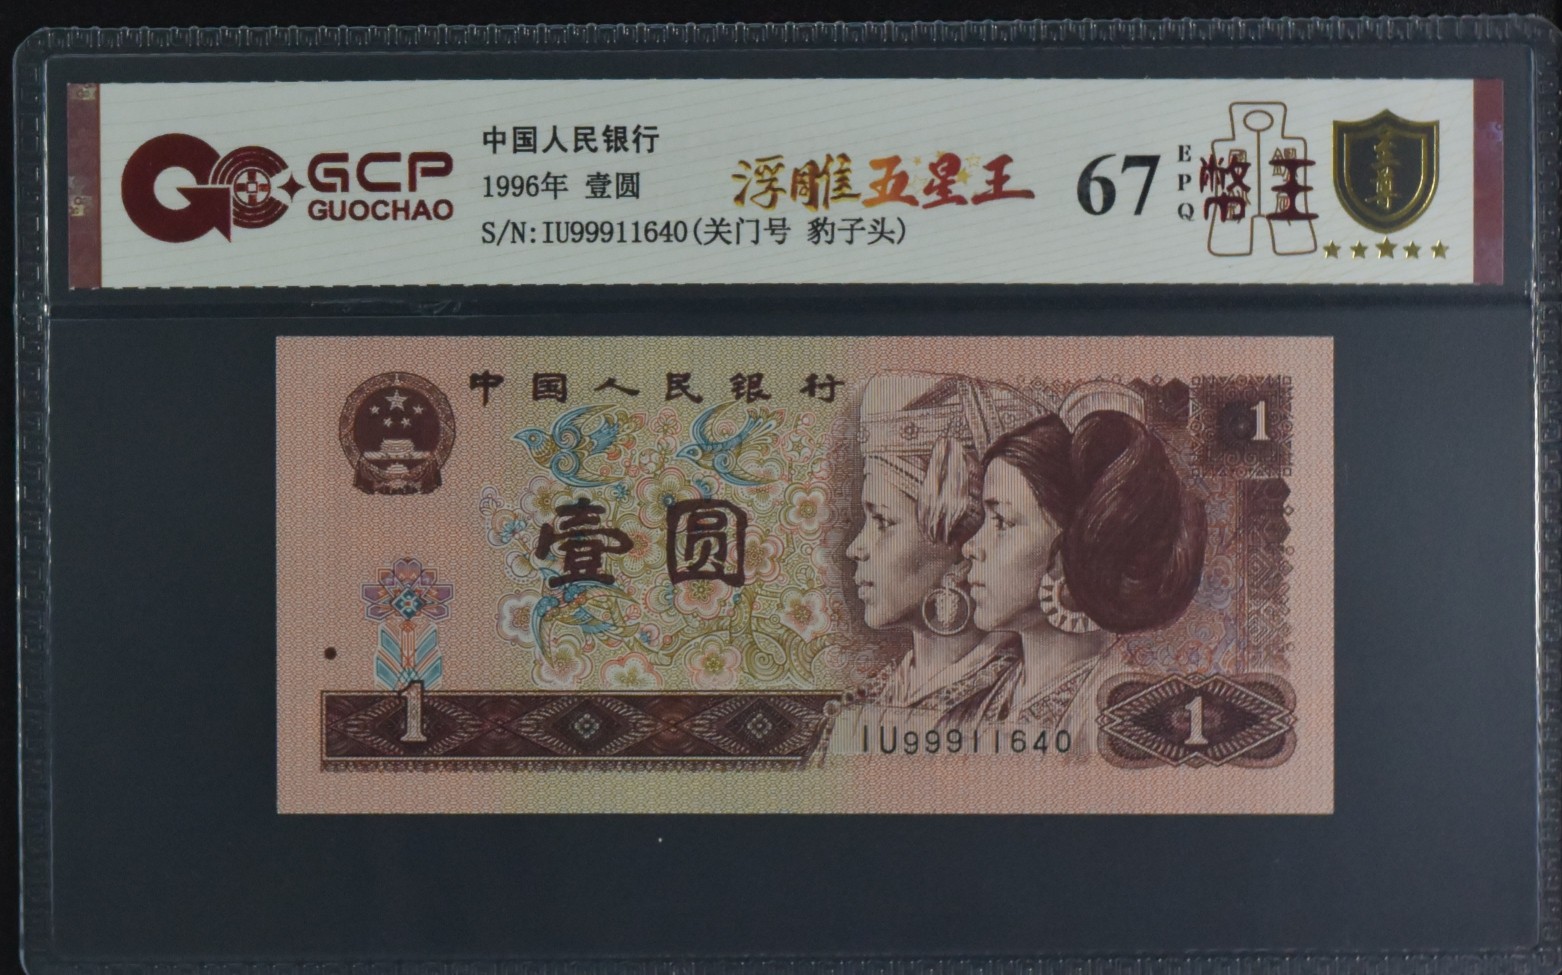 GCP
GUOCHAO
中国人民银行
1996年 壹圆
S/N:IU99911640(关门号 豹子头)
浮雕五星王
67
EPQ
至尊
中国人民银行
1
壹圆
1
IU99911640
1